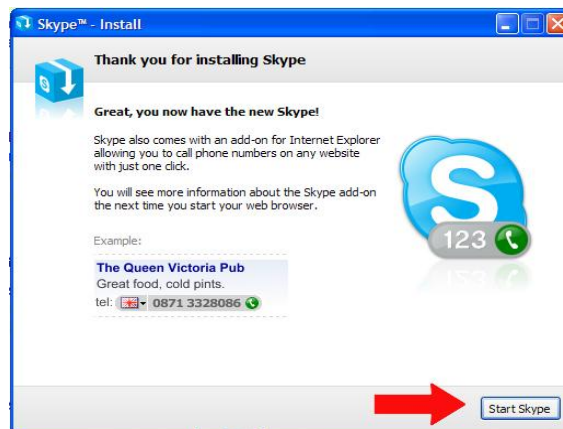 Skype™ - Install
Thank you for installing Skype
Great, you now have the new Skype!
Skype also comes with an add-on for Internet Explorer
allowing you to call phone numbers on any website
with just one click.
You will see more information about the Skype add-on
the next time you start your web browser.
Example:
The Queen Victoria Pub
Great food, cold pints.
tel: 0871 3328086
S
123
Start Skype